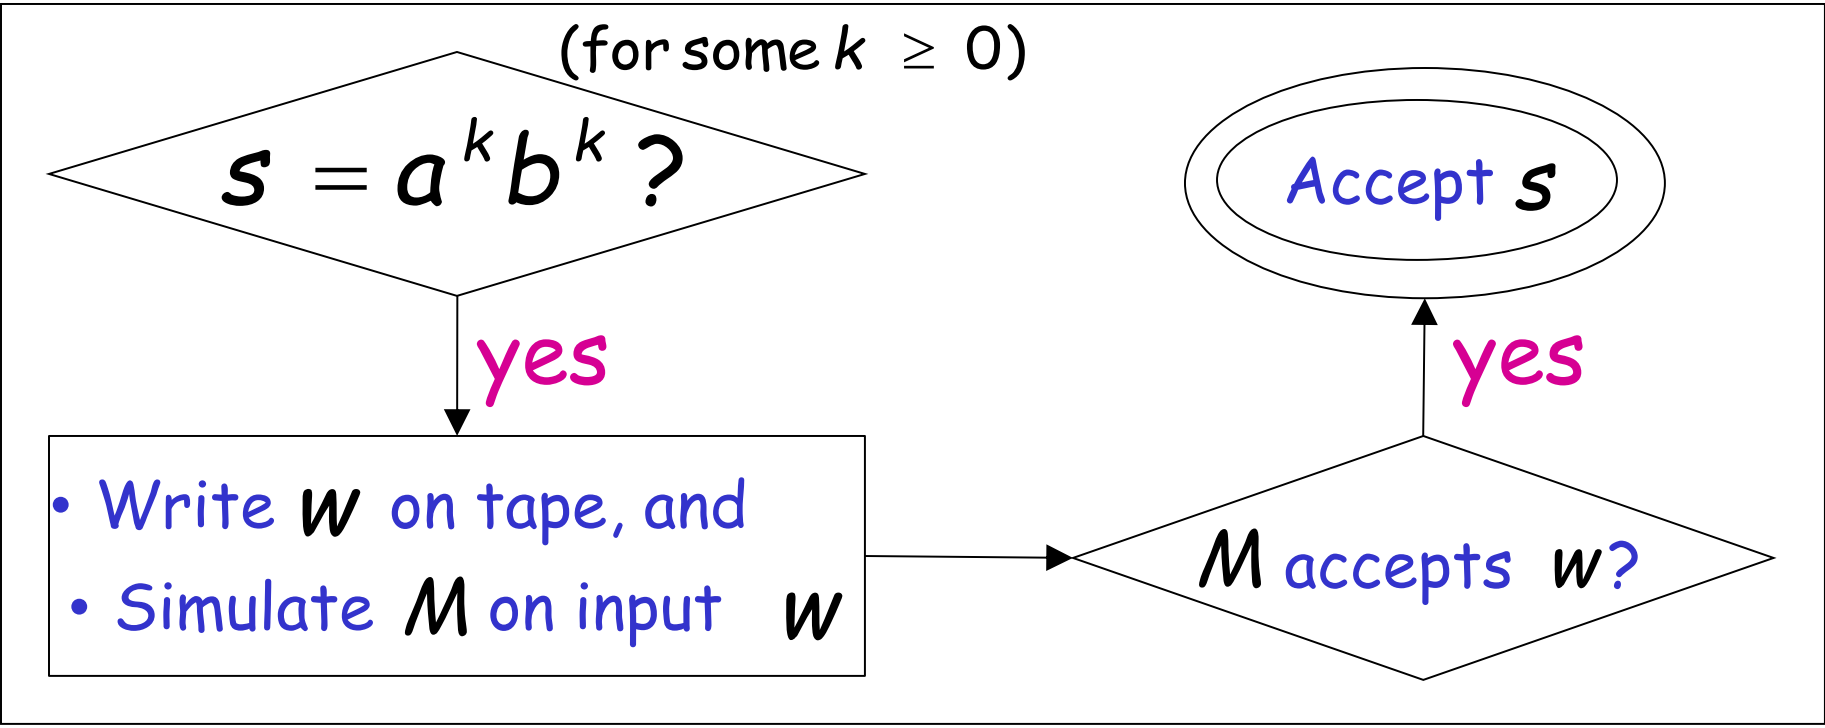 (for some k ≥ 0)
s = a^k b^k ?
yes
• Write w on tape, and
• Simulate M on input w
M accepts w?
yes
Accept s